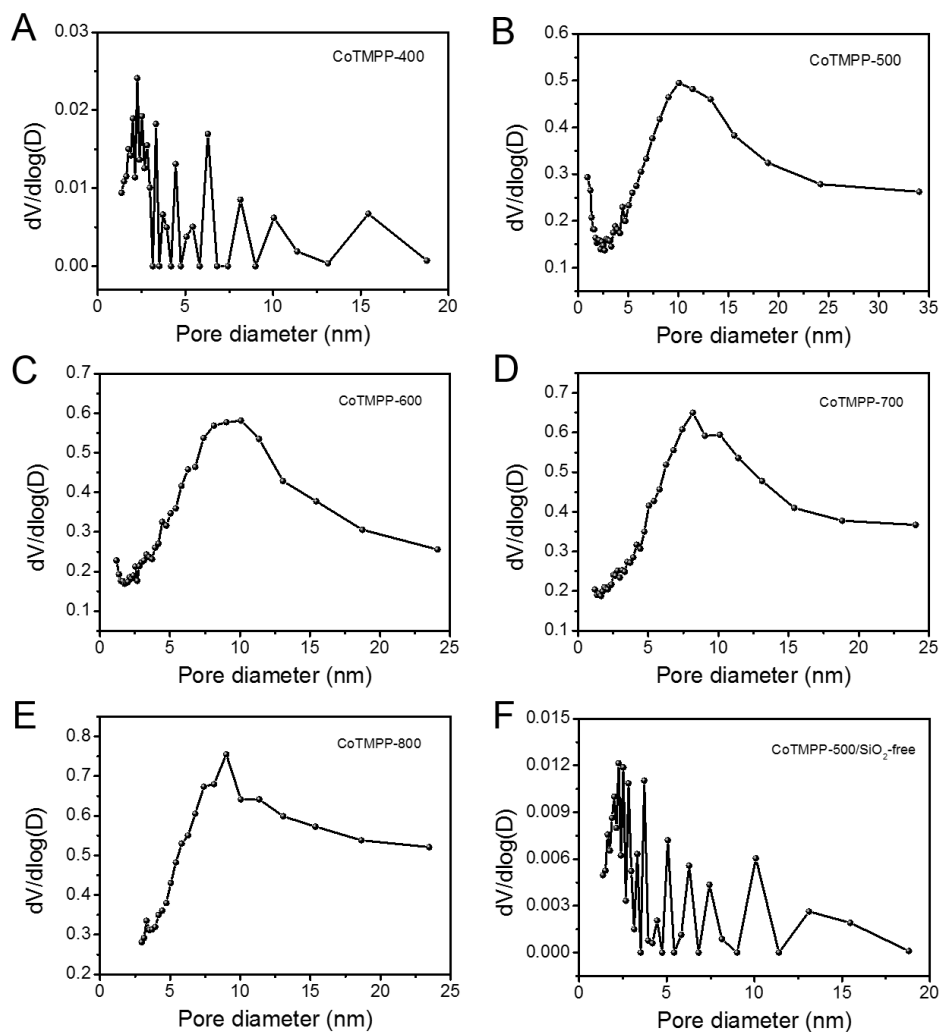 A
CoTMPP-400
dV/dlog(D)
0.03
0.02
0.01
0.00
0 5 10 15 20
Pore diameter (nm)
B
CoTMPP-500
dV/dlog(D)
0.6
0.5
0.4
0.3
0.2
0.1
0 5 10 15 20 25 30 35
Pore diameter (nm)
C
CoTMPP-600
dV/dlog(D)
0.7
0.6
0.5
0.4
0.3
0.2
0.1
0 5 10 15 20 25
Pore diameter (nm)
D
CoTMPP-700
dV/dlog(D)
0.7
0.6
0.5
0.4
0.3
0.2
0.1
0 5 10 15 20 25
Pore diameter (nm)
E
CoTMPP-800
dV/dlog(D)
0.8
0.7
0.6
0.5
0.4
0.3
0.2
0 5 10 15 20 25
Pore diameter (nm)
F
CoTMPP-500/SiO₂-free
dV/dlog(D)
0.015
0.012
0.009
0.006
0.003
0.000
0 5 10 15 20
Pore diameter (nm)